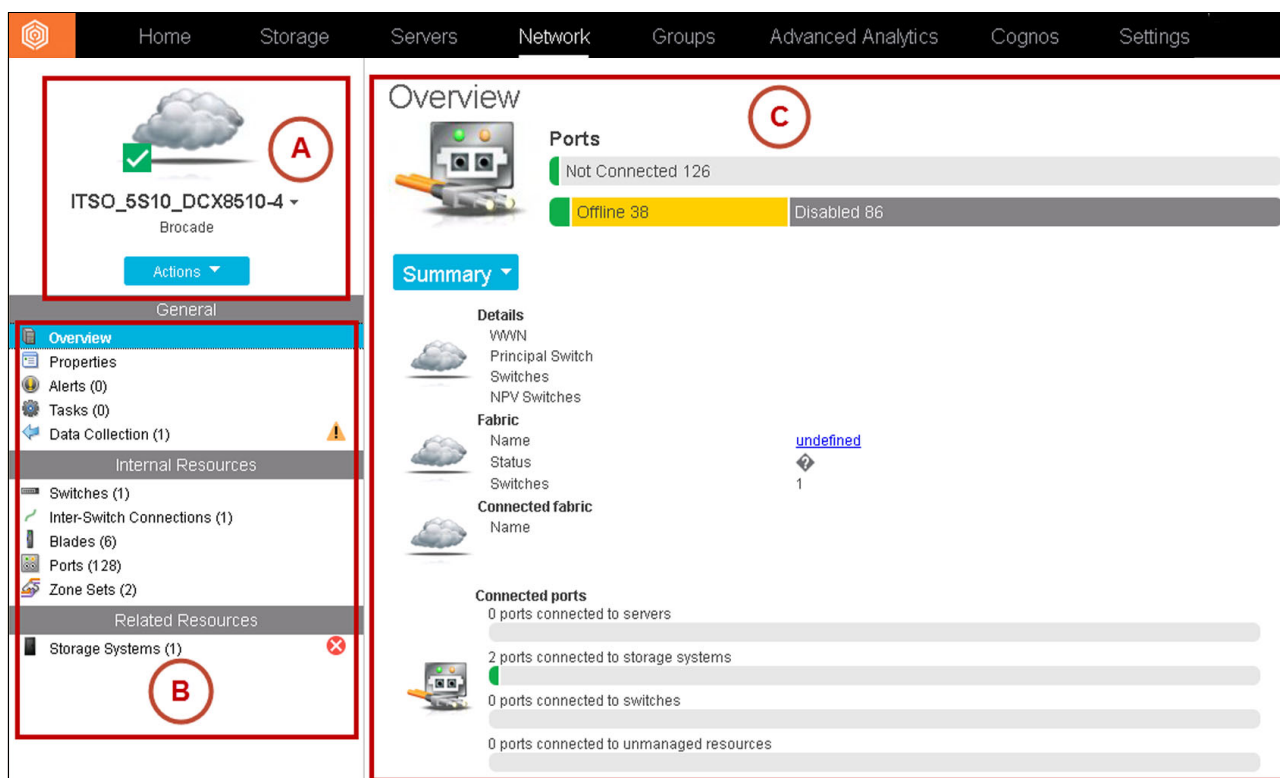 Home Storage Servers Network Groups Advanced Analytics Cognos Settings
A
ITSO_5S10_DCX8510-4
Brocade
Actions
General
Overview
Properties
Alerts (0)
Tasks (0)
Data Collection (1)
Internal Resources
Switches (1)
Inter-Switch Connections (1)
Blades (6)
Ports (128)
Zone Sets (2)
Related Resources
Storage Systems (1)
B
Overview
C
Ports
Not Connected 126
Offline 38 Disabled 86
Summary
Details
WWN
Principal Switch
Switches
NPV Switches
Fabric
Name undefined
Status ?
Switches 1
Connected fabric
Name
Connected ports
0 ports connected to servers
2 ports connected to storage systems
0 ports connected to switches
0 ports connected to unmanaged resources